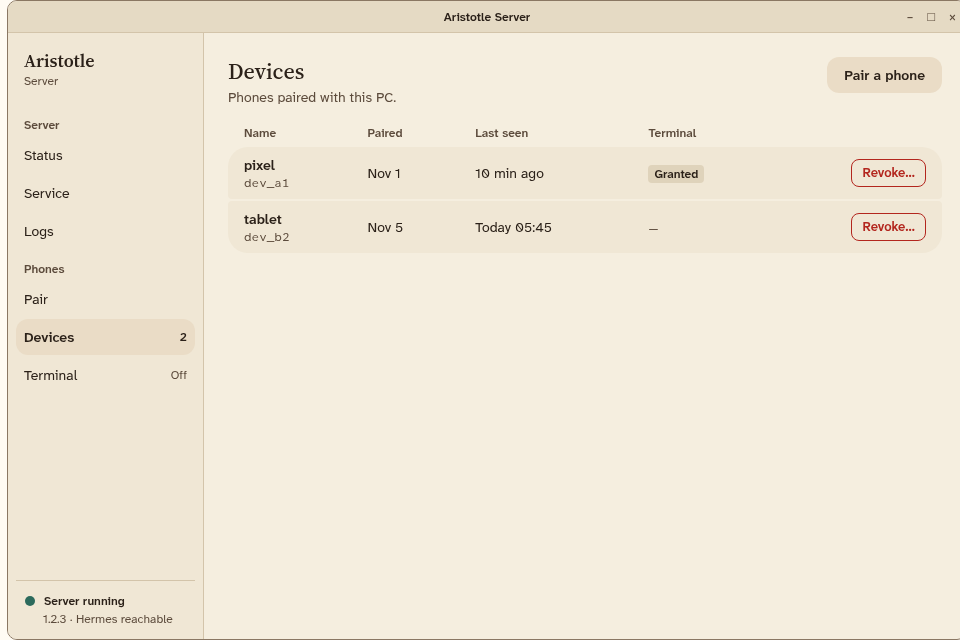 Aristotle Server
Aristotle
Server
Server
Status
Service
Logs
Phones
Pair
Devices 2
Terminal Off
Server running
1.2.3 · Hermes reachable
Devices
Phones paired with this PC.
Pair a phone
Name Paired Last seen Terminal
pixel
dev_a1
Nov 1 10 min ago Granted Revoke…
tablet
dev_b2
Nov 5 Today 05:45 — Revoke…